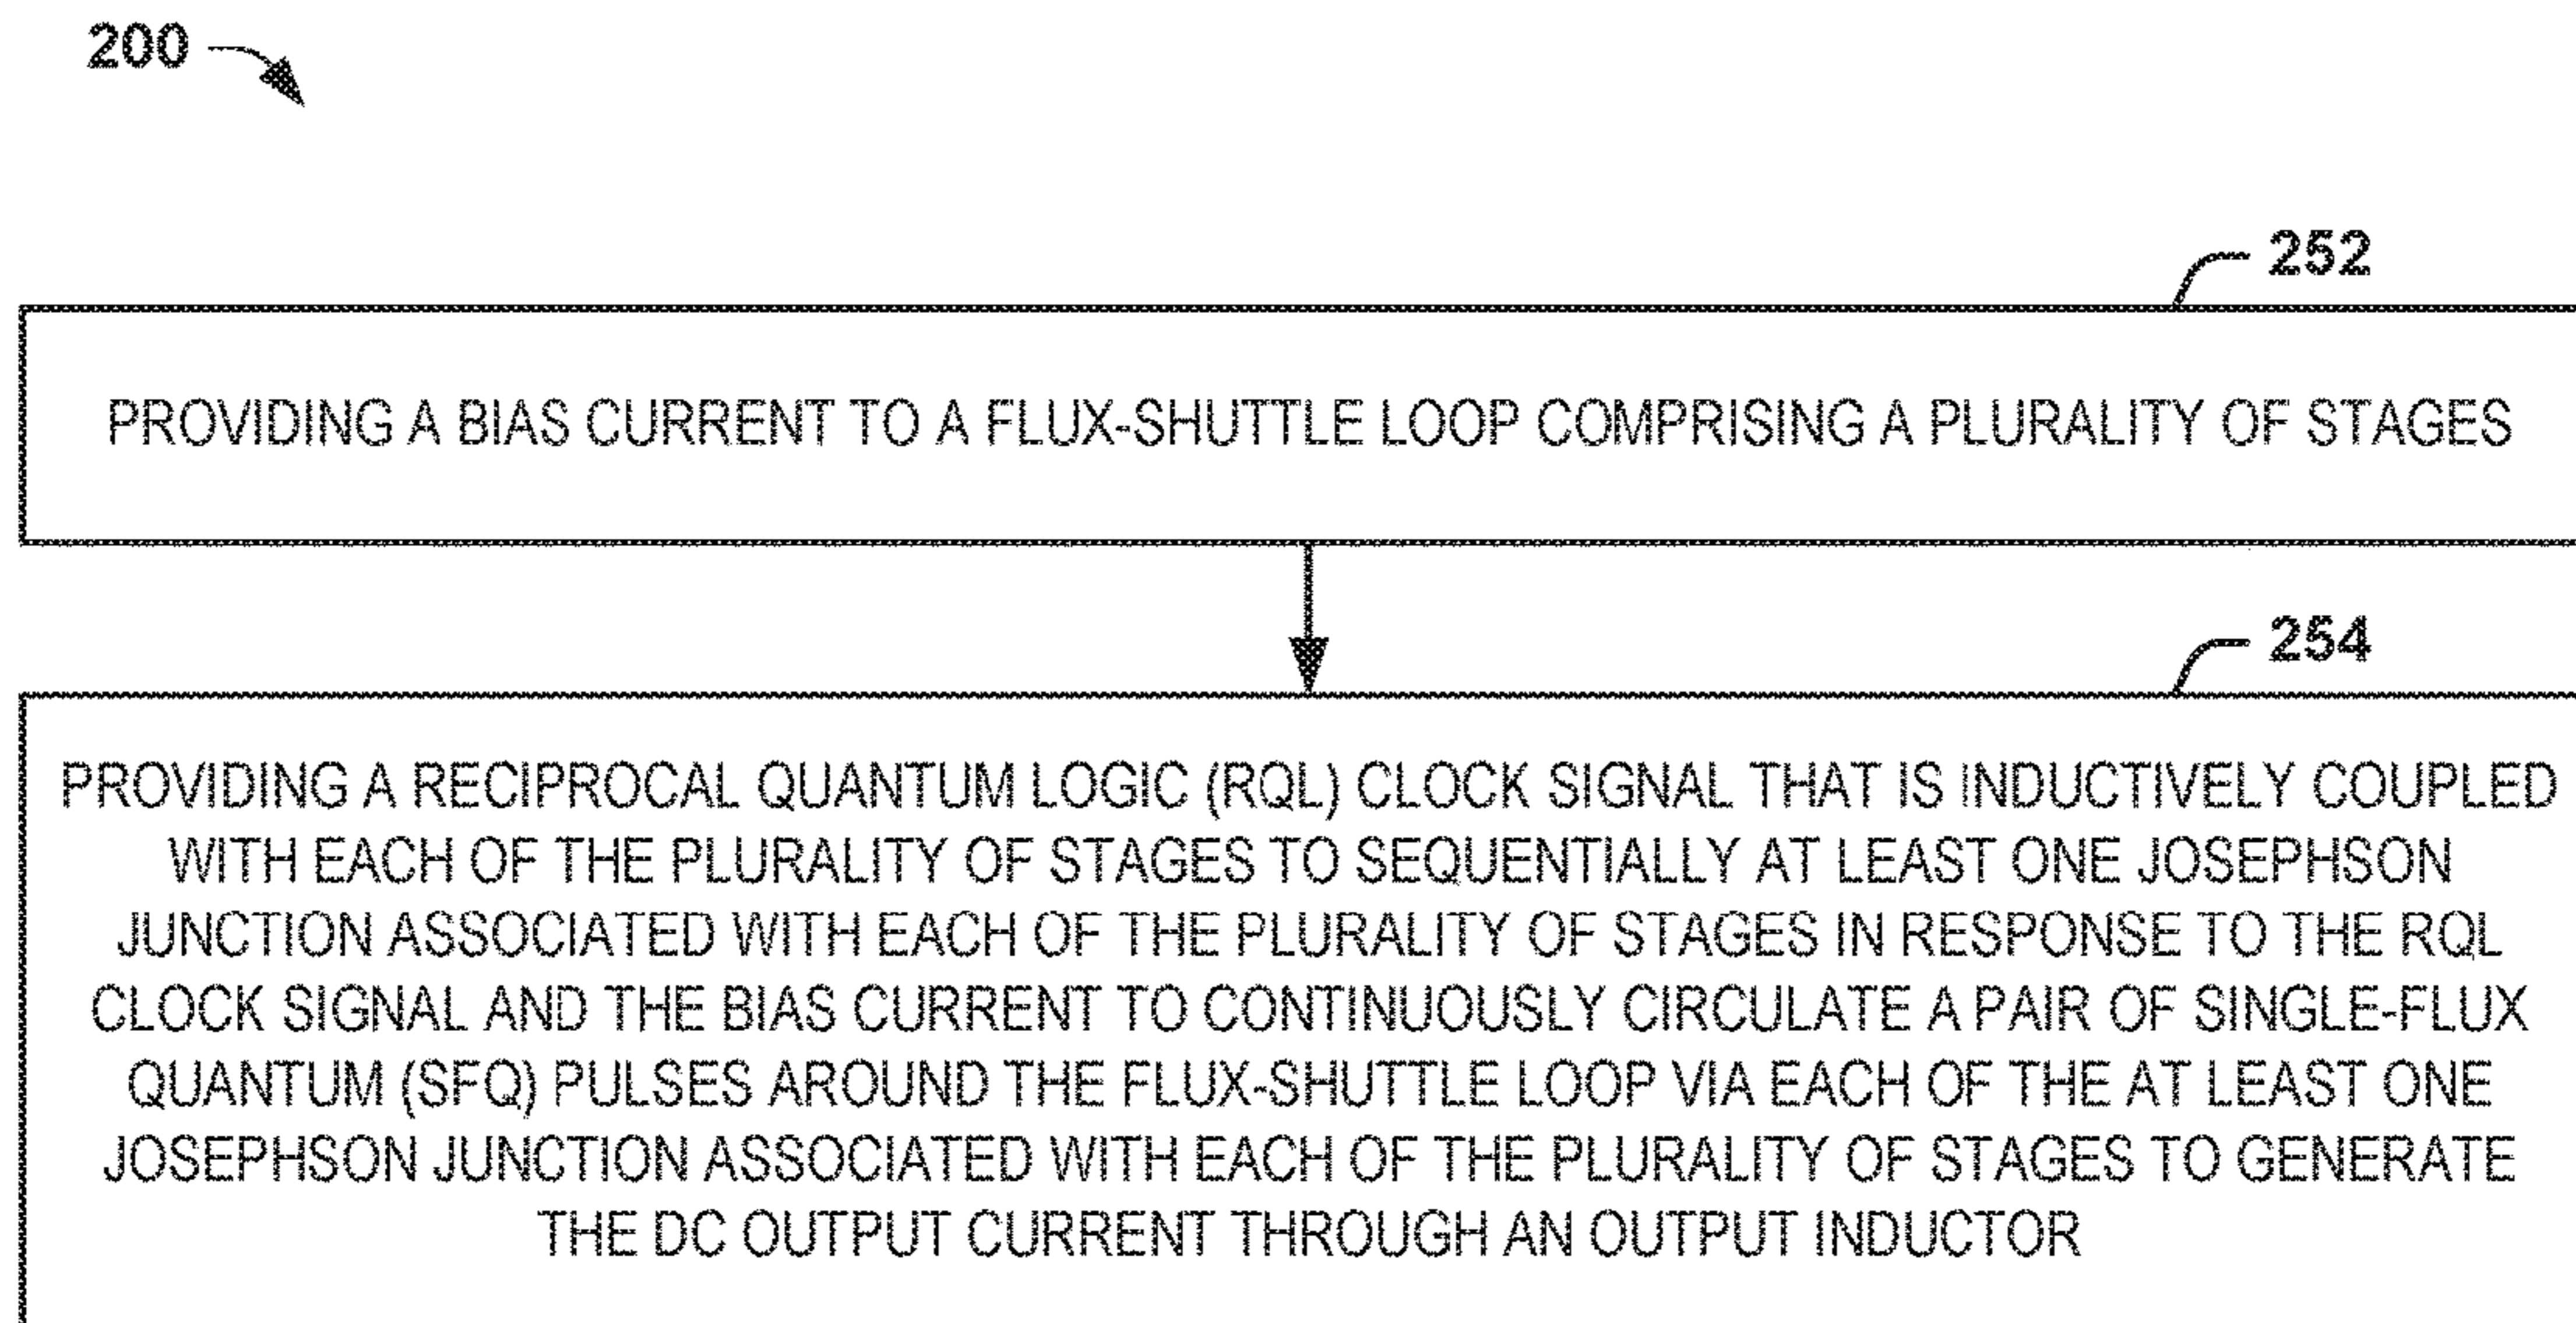 200
252
PROVIDING A BIAS CURRENT TO A FLUX-SHUTTLE LOOP COMPRISING A PLURALITY OF STAGES
254
PROVIDING A RECIPROCAL QUANTUM LOGIC (RQL) CLOCK SIGNAL THAT IS INDUCTIVELY COUPLED
WITH EACH OF THE PLURALITY OF STAGES TO SEQUENTIALLY AT LEAST ONE JOSEPHSON
JUNCTION ASSOCIATED WITH EACH OF THE PLURALITY OF STAGES IN RESPONSE TO THE RQL
CLOCK SIGNAL AND THE BIAS CURRENT TO CONTINUOUSLY CIRCULATE A PAIR OF SINGLE-FLUX
QUANTUM (SFQ) PULSES AROUND THE FLUX-SHUTTLE LOOP VIA EACH OF THE AT LEAST ONE
JOSEPHSON JUNCTION ASSOCIATED WITH EACH OF THE PLURALITY OF STAGES TO GENERATE
THE DC OUTPUT CURRENT THROUGH AN OUTPUT INDUCTOR